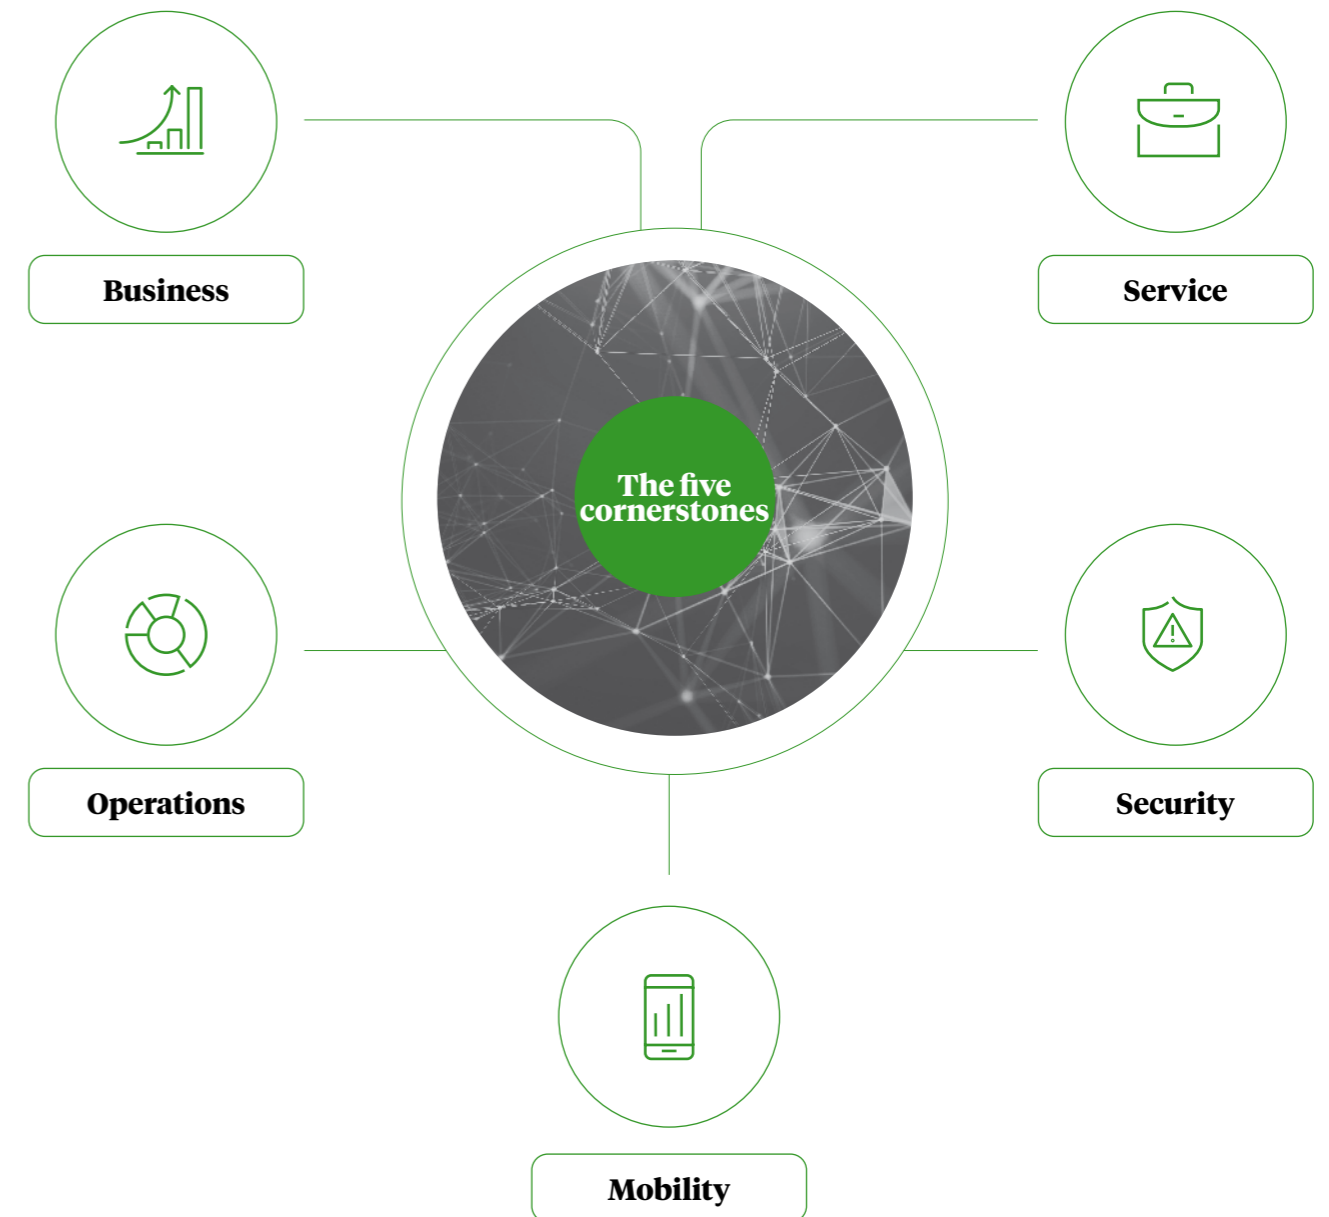 Business
Service
The five
cornerstones
Operations
Security
Mobility